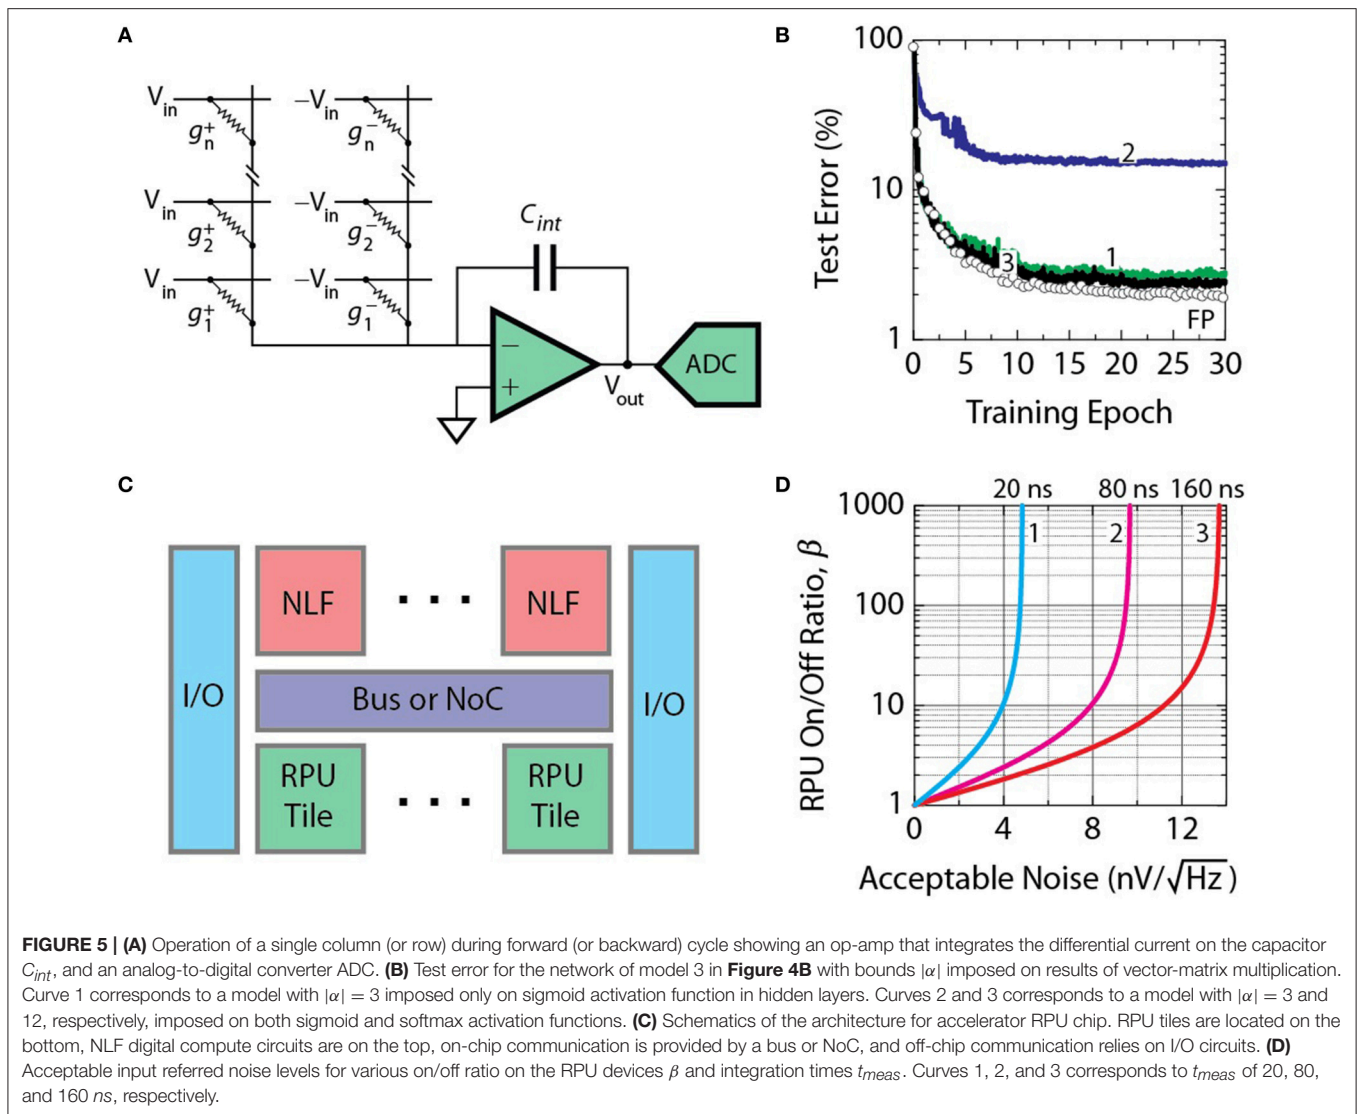 A
V_in
−V_in
g_n^+
g_n^−
V_in
−V_in
g_2^+
g_2^−
V_in
−V_in
g_1^+
g_1^−
C_int
−
+
V_out
ADC
B
Test Error (%)
100
10
1
2
1
3
FP
0 5 10 15 20 25 30
Training Epoch
C
I/O
NLF
. . .
NLF
I/O
Bus or NoC
RPU Tile
. . .
RPU Tile
D
20 ns 80 ns 160 ns
RPU On/Off Ratio, β
1000
100
10
1
1
2
3
0 4 8 12
Acceptable Noise (nV/√Hz)
FIGURE 5 | (A) Operation of a single column (or row) during forward (or backward) cycle showing an op-amp that integrates the differential current on the capacitor
C_int, and an analog-to-digital converter ADC. (B) Test error for the network of model 3 in Figure 4B with bounds |α| imposed on results of vector-matrix multiplication.
Curve 1 corresponds to a model with |α| = 3 imposed only on sigmoid activation function in hidden layers. Curves 2 and 3 corresponds to a model with |α| = 3 and
12, respectively, imposed on both sigmoid and softmax activation functions. (C) Schematics of the architecture for accelerator RPU chip. RPU tiles are located on the
bottom, NLF digital compute circuits are on the top, on-chip communication is provided by a bus or NoC, and off-chip communication relies on I/O circuits. (D)
Acceptable input referred noise levels for various on/off ratio on the RPU devices β and integration times t_meas. Curves 1, 2, and 3 corresponds to t_meas of 20, 80,
and 160 ns, respectively.